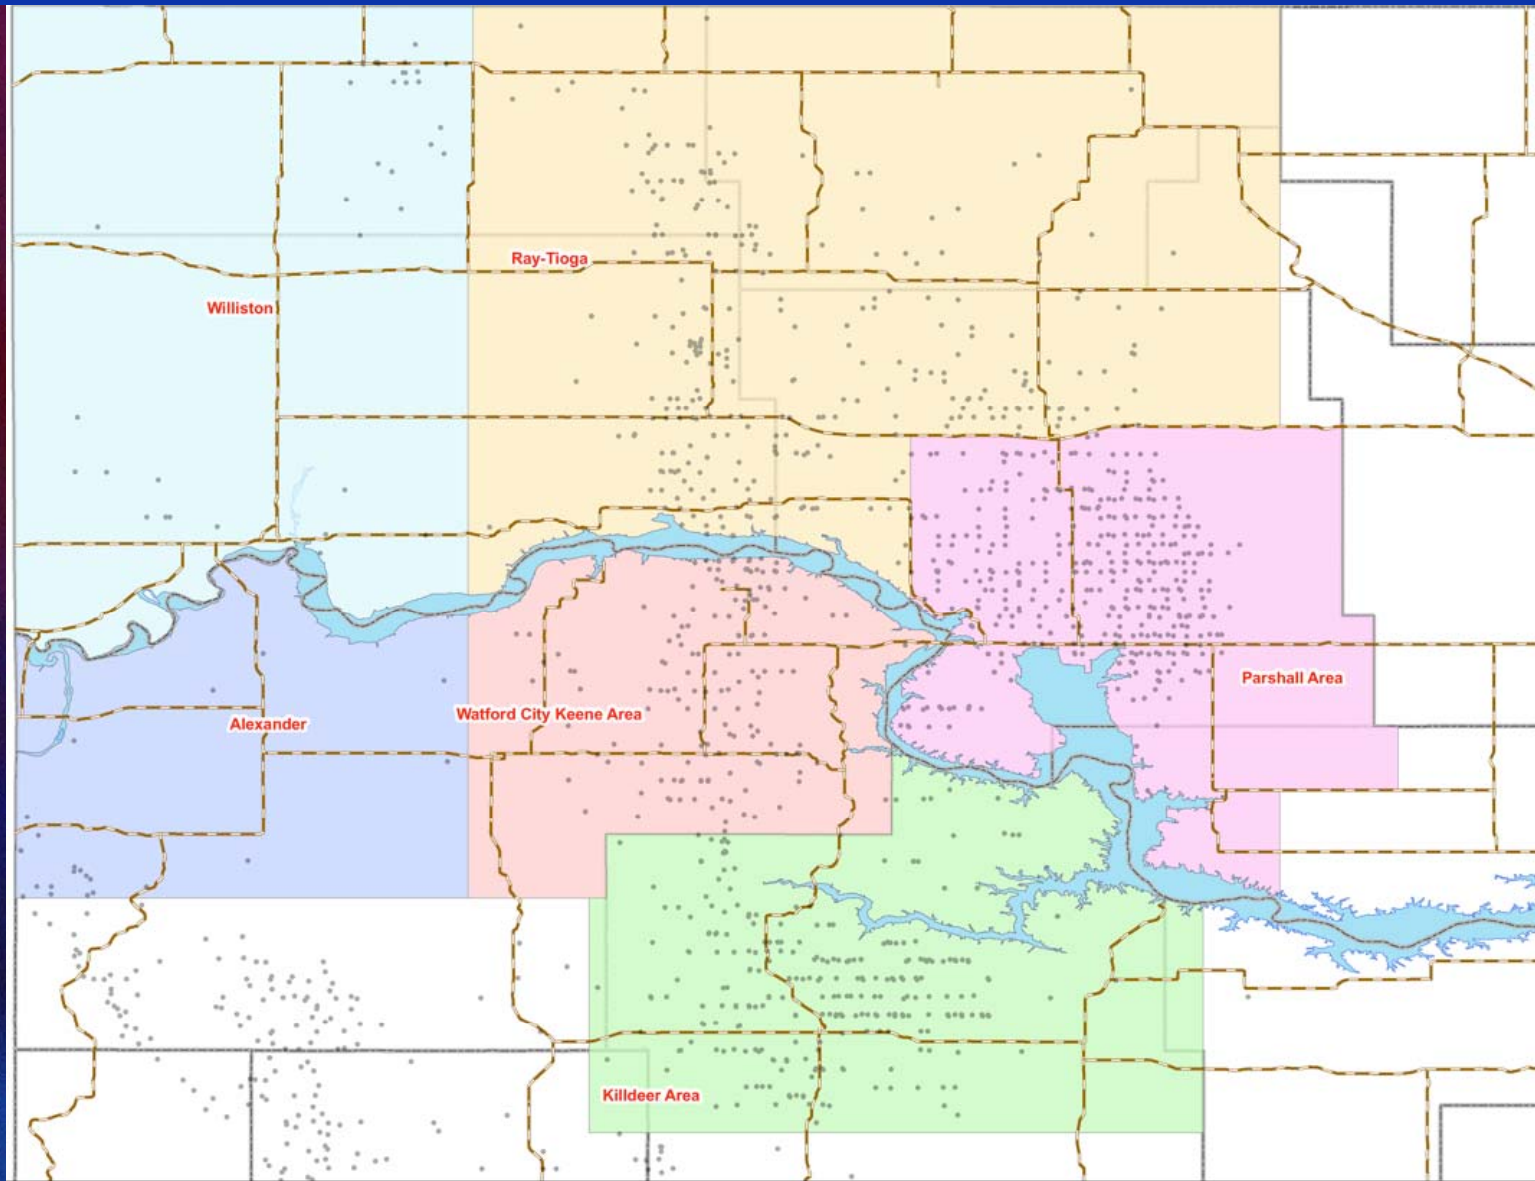 Ray-Tioga
Williston
Parshall Area
Watford City Keene Area
Alexander
Killdeer Area